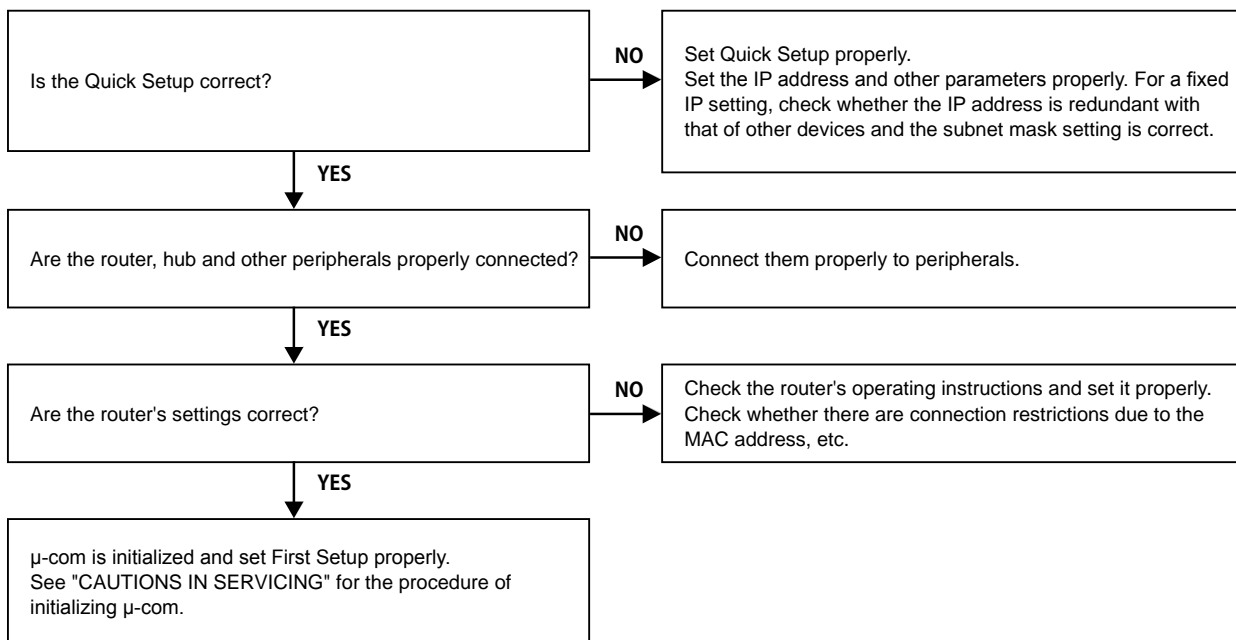 Is the Quick Setup correct?
NO
Set Quick Setup properly.
Set the IP address and other parameters properly. For a fixed
IP setting, check whether the IP address is redundant with
that of other devices and the subnet mask setting is correct.
YES
Are the router, hub and other peripherals properly connected?
NO
Connect them properly to peripherals.
YES
Are the router's settings correct?
NO
Check the router's operating instructions and set it properly.
Check whether there are connection restrictions due to the
MAC address, etc.
YES
μ-com is initialized and set First Setup properly.
See "CAUTIONS IN SERVICING" for the procedure of
initializing μ-com.